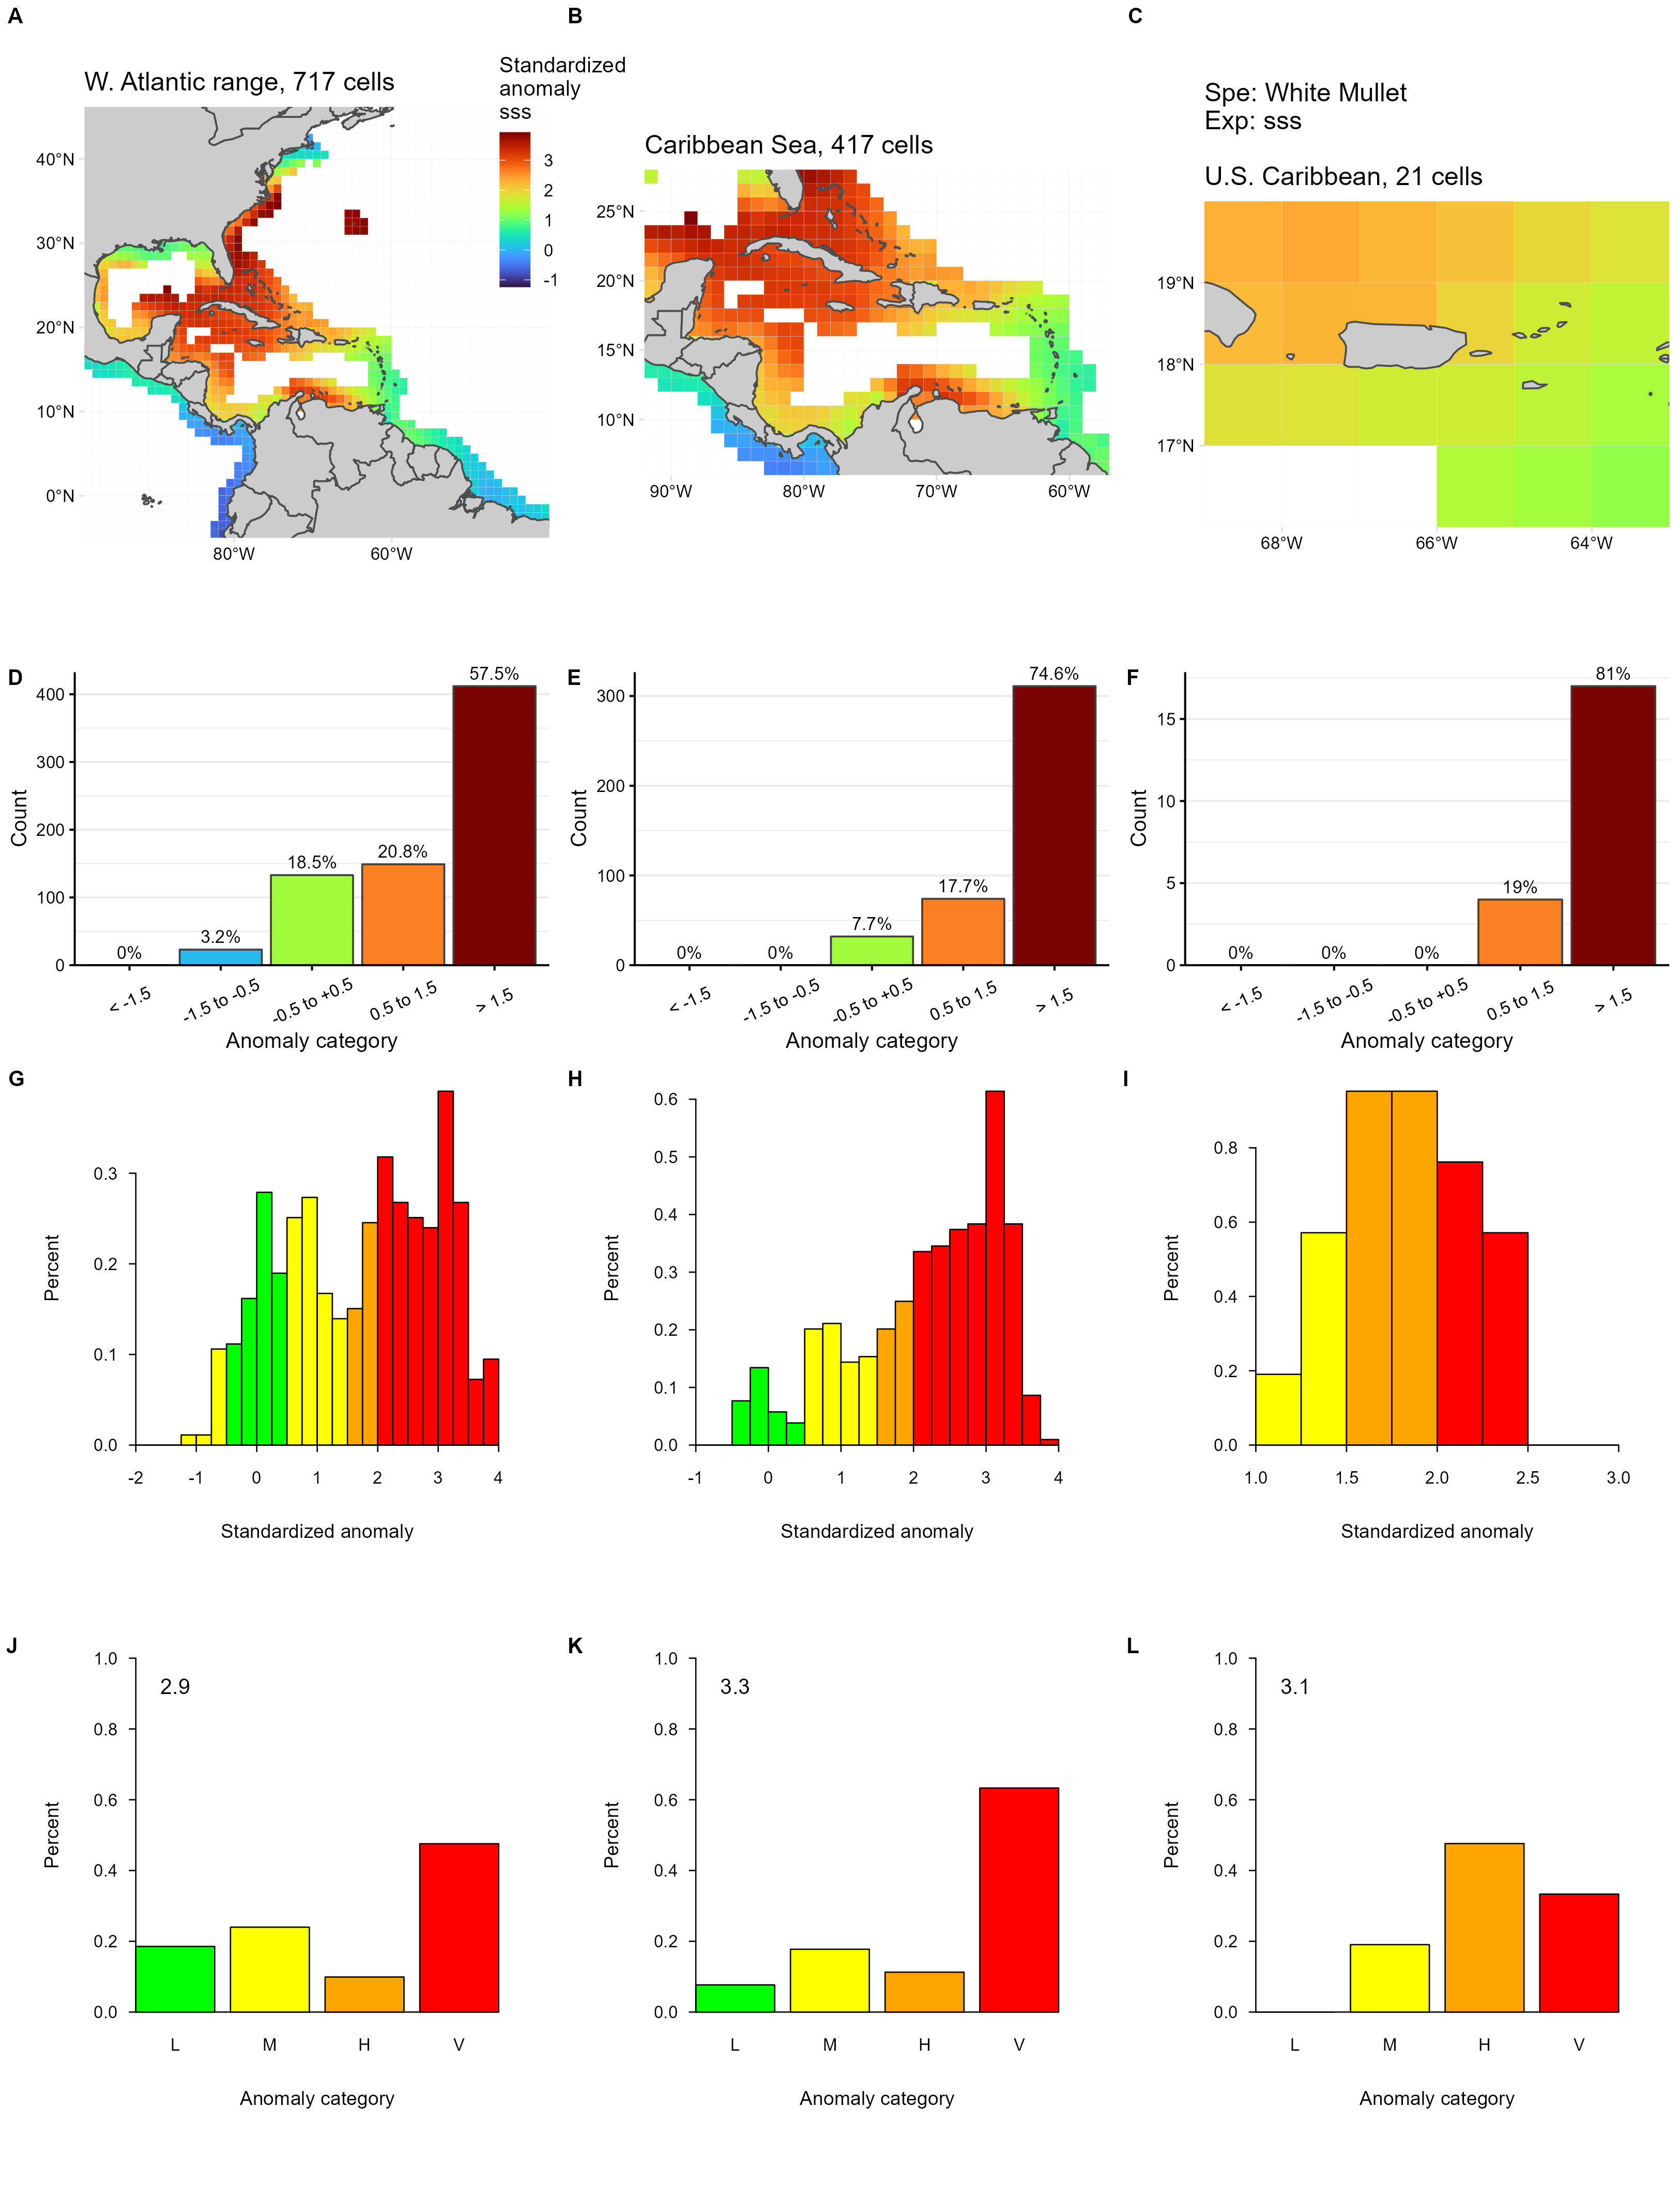 A
B
C
W. Atlantic range, 717 cells
Standardized
anomaly
sss
3
2
1
0
-1
40°N
30°N
20°N
10°N
0°N
80°W
60°W
Caribbean Sea, 417 cells
25°N
20°N
15°N
10°N
90°W
80°W
70°W
60°W
Spe: White Mullet
Exp: sss
U.S. Caribbean, 21 cells
19°N
18°N
17°N
68°W
66°W
64°W
D
Count
400
300
200
100
0
0%
3.2%
18.5%
20.8%
57.5%
< -1.5
-1.5 to -0.5
-0.5 to +0.5
0.5 to 1.5
> 1.5
Anomaly category
E
Count
300
200
100
0
0%
0%
7.7%
17.7%
74.6%
< -1.5
-1.5 to -0.5
-0.5 to +0.5
0.5 to 1.5
> 1.5
Anomaly category
F
Count
15
10
5
0
0%
0%
0%
19%
81%
< -1.5
-1.5 to -0.5
-0.5 to +0.5
0.5 to 1.5
> 1.5
Anomaly category
G
Percent
0.3
0.2
0.1
0.0
-2
-1
0
1
2
3
4
Standardized anomaly
H
Percent
0.6
0.5
0.4
0.3
0.2
0.1
0.0
-1
0
1
2
3
4
Standardized anomaly
I
Percent
0.8
0.6
0.4
0.2
0.0
1.0
1.5
2.0
2.5
3.0
Standardized anomaly
J
2.9
Percent
1.0
0.8
0.6
0.4
0.2
0.0
L
M
H
V
Anomaly category
K
3.3
Percent
1.0
0.8
0.6
0.4
0.2
0.0
L
M
H
V
Anomaly category
L
3.1
Percent
1.0
0.8
0.6
0.4
0.2
0.0
L
M
H
V
Anomaly category